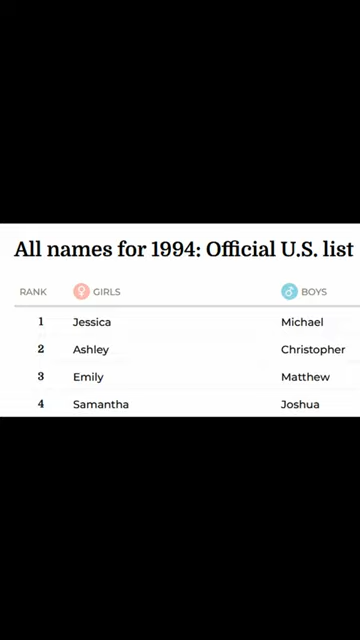 All names for 1994: Official U.S. list
RANK GIRLS BOYS
1 Jessica Michael
2 Ashley Christopher
3 Emily Matthew
4 Samantha Joshua